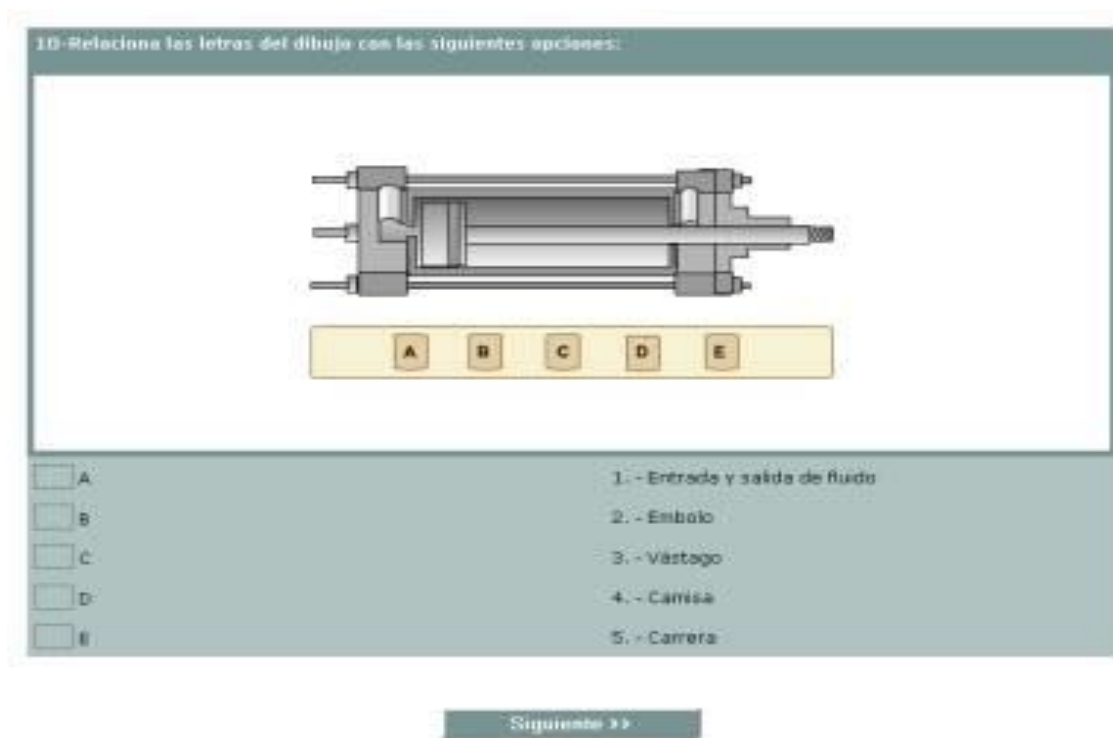 10-Relaciona las letras del dibujo con las siguientes opciones:
A B C D E
A 1. - Entrada y salida de fluido
B 2. - Embolo
C 3. - Vástago
D 4. - Camisa
E 5. - Carrera
Siguiente >>